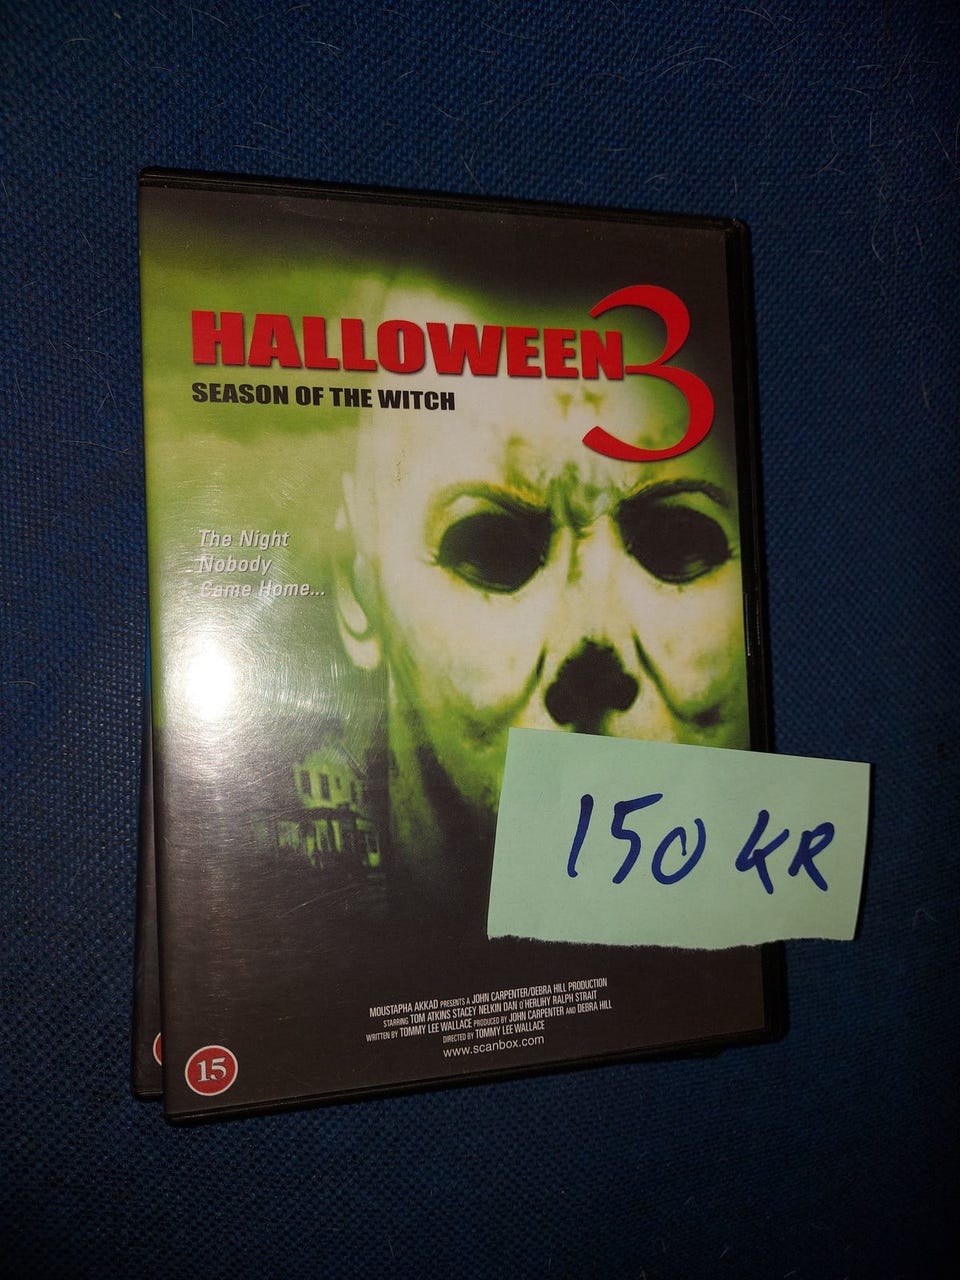 HALLOWEEN 3
SEASON OF THE WITCH
The Night
Nobody
Came Home...
150 KR
MOUSTAPHA AKKAD PRESENTS A JOHN CARPENTER/DEBRA HILL PRODUCTION
STARRING TOM ATKINS STACEY NELKIN DAN O'HERLIHY RALPH STRAIT
WRITTEN BY TOMMY LEE WALLACE PRODUCED BY JOHN CARPENTER AND DEBRA HILL
DIRECTED BY TOMMY LEE WALLACE
www.scanbox.com
15